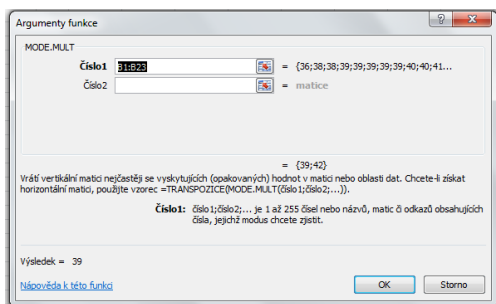 Argumenty funkce
MODE.MULT
Číslo1 B1:B23 = {36;38;38;39;39;39;39;39;40;40;41...
Číslo2 = matice
= {39;42}
Vrátí vertikální matici nejčastěji se vyskytujících (opakovaných) hodnot v matici nebo oblasti dat. Chcete-li získat
horizontální matici, použijte vzorec =TRANSPOZICE(MODE.MULT(číslo1;číslo2;...)).
Číslo1: číslo1;číslo2;... je 1 až 255 čísel nebo názvů, matic či odkazů obsahujících
čísla, jejichž modus chcete zjistit.
Výsledek = 39
Nápověda k této funkci
OK Storno